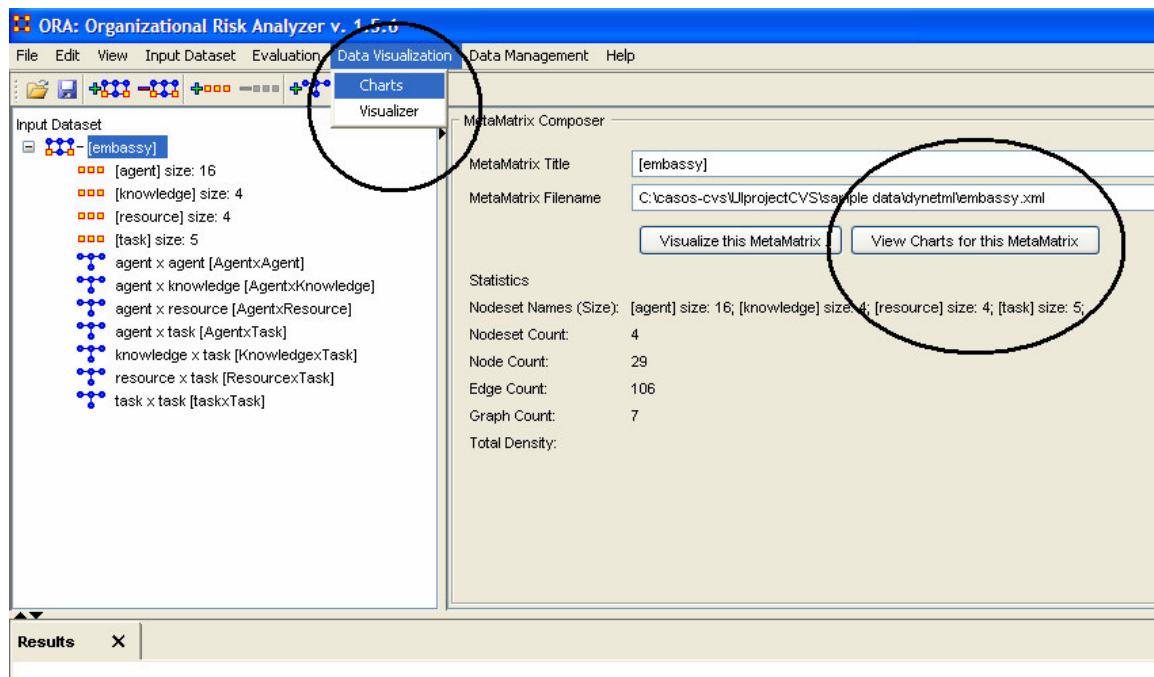 ORA: Organizational Risk Analyzer v. 1.5.6
File Edit View Input Dataset Evaluation Data Visualization Data Management Help
Charts
Visualizer
Input Dataset
[embassy]
[agent] size: 16
[knowledge] size: 4
[resource] size: 4
[task] size: 5
agent x agent [AgentxAgent]
agent x knowledge [AgentxKnowledge]
agent x resource [AgentxResource]
agent x task [AgentxTask]
knowledge x task [KnowledgexTask]
resource x task [ResourcexTask]
task x task [taskxTask]
MetaMatrix Composer
MetaMatrix Title [embassy]
MetaMatrix Filename C:\casos-cvs\UIprojectCVS\sample data\dynetml\embassy.xml
Visualize this MetaMatrix View Charts for this MetaMatrix
Statistics
Nodeset Names (Size): [agent] size: 16; [knowledge] size: 4; [resource] size: 4; [task] size: 5;
Nodeset Count: 4
Node Count: 29
Edge Count: 106
Graph Count: 7
Total Density:
Results X